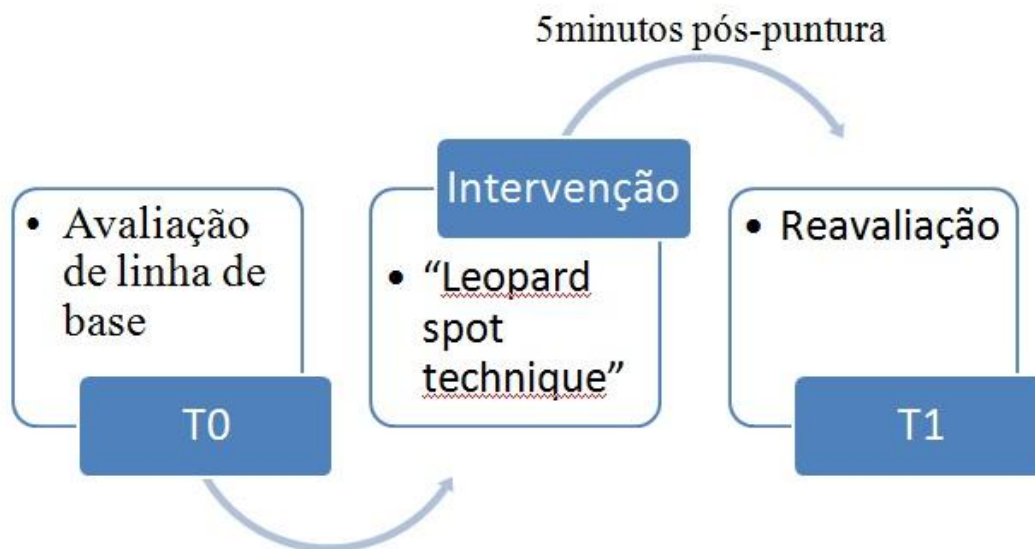 5minutos pós-puntura
Intervenção
• Avaliação
de linha de
base
T0
• “Leopard
spot
technique”
• Reavaliação
T1